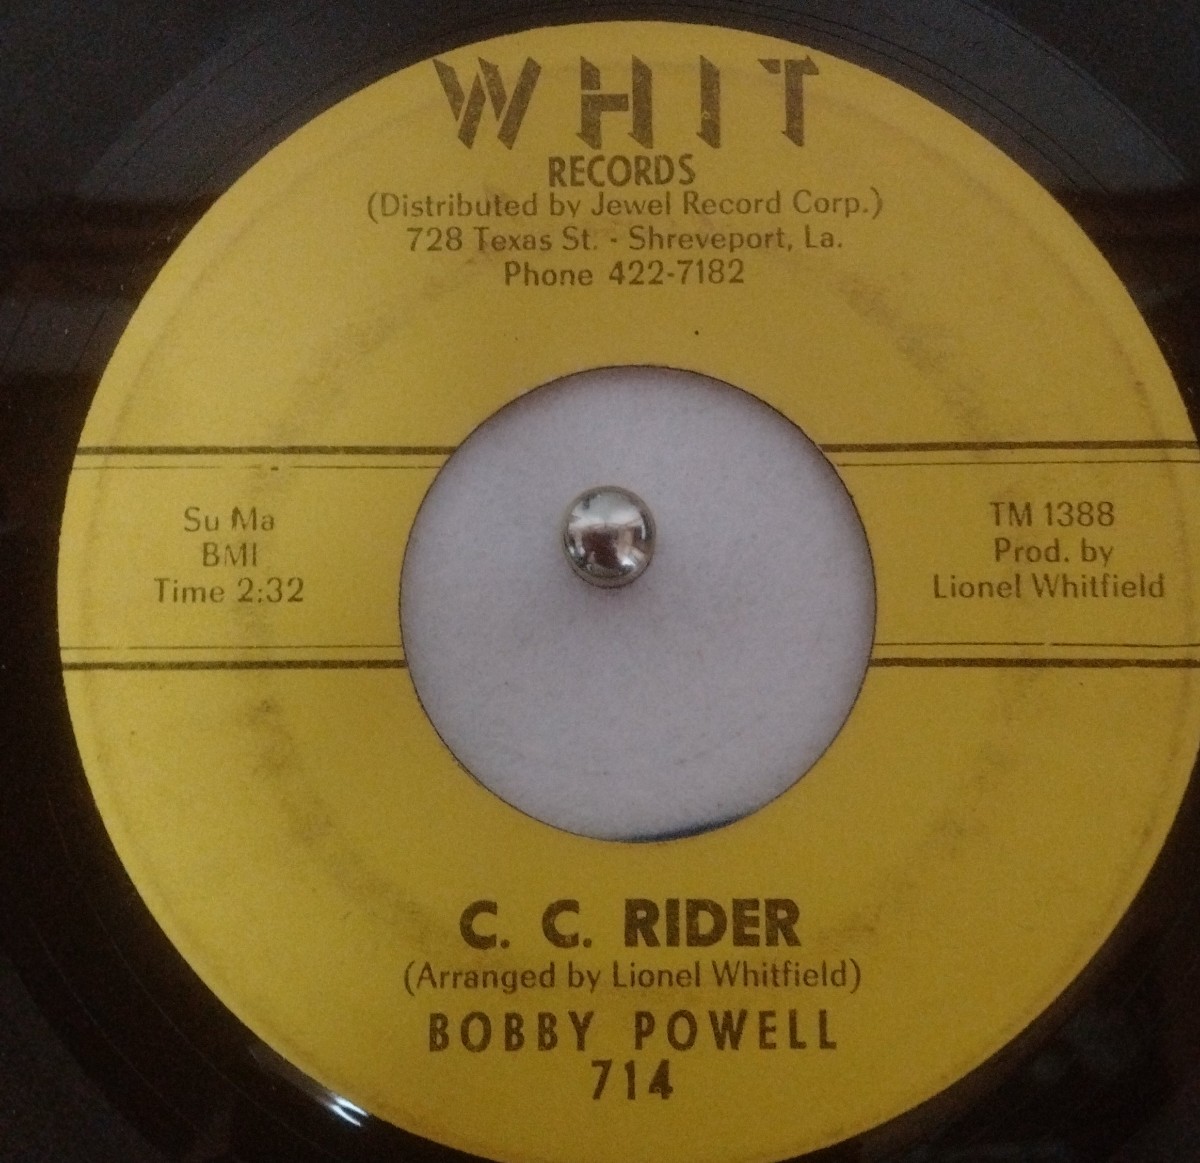 WHIT
RECORDS
(Distributed by Jewel Record Corp.)
728 Texas St. - Shreveport, La.
Phone 422-7182
Su Ma
BMI
Time 2:32
TM 1388
Prod. by
Lionel Whitfield
C. C. RIDER
(Arranged by Lionel Whitfield)
BOBBY POWELL
714